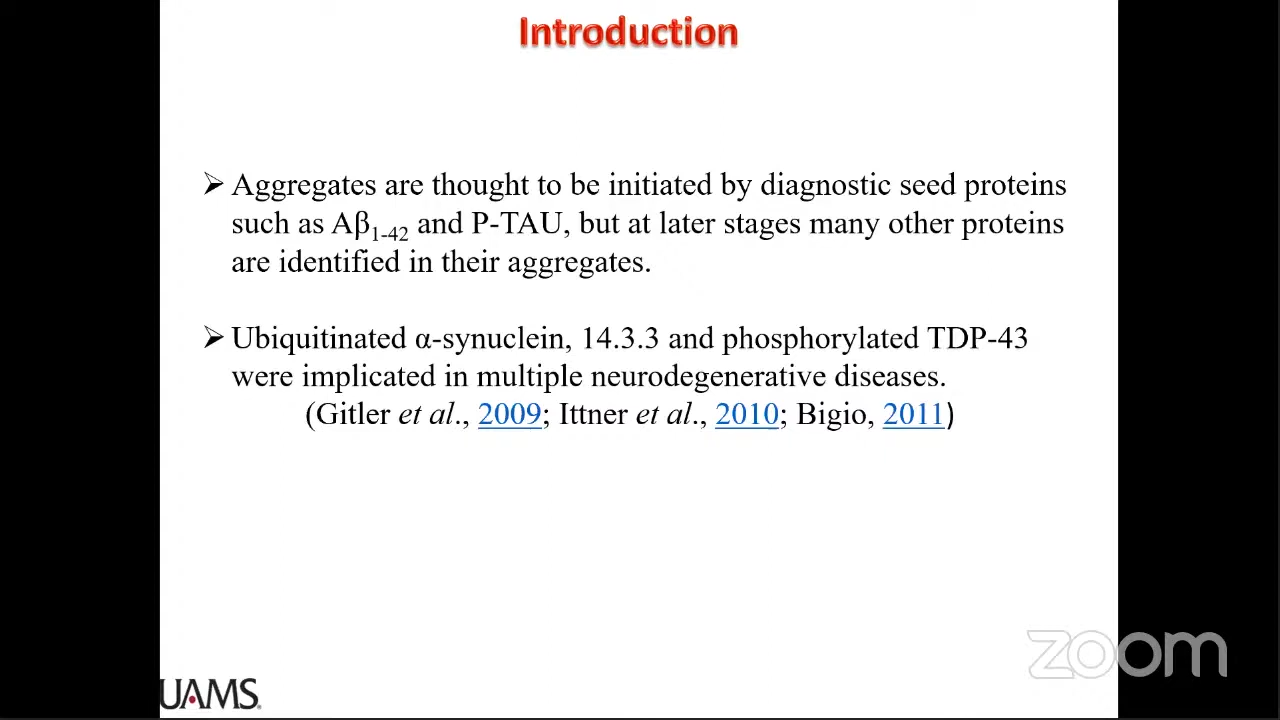 Introduction
➢ Aggregates are thought to be initiated by diagnostic seed proteins
such as Aβ1-42 and P-TAU, but at later stages many other proteins
are identified in their aggregates.
➢ Ubiquitinated α-synuclein, 14.3.3 and phosphorylated TDP-43
were implicated in multiple neurodegenerative diseases.
(Gitler et al., 2009; Ittner et al., 2010; Bigio, 2011)
zoom
UAMS.